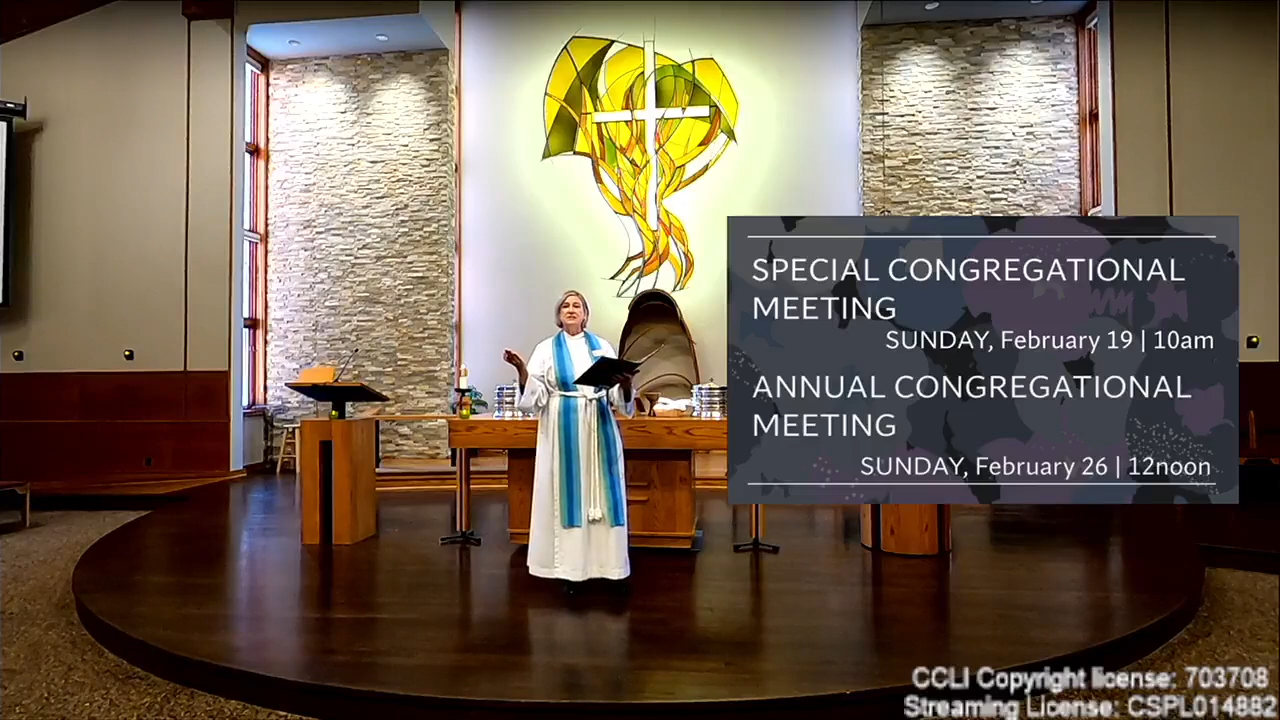 SPECIAL CONGREGATIONAL
MEETING
SUNDAY, February 19 | 10am
ANNUAL CONGREGATIONAL
MEETING
SUNDAY, February 26 | 12noon
CCLI Copyright license: 703708
Streaming License: CSPL014882